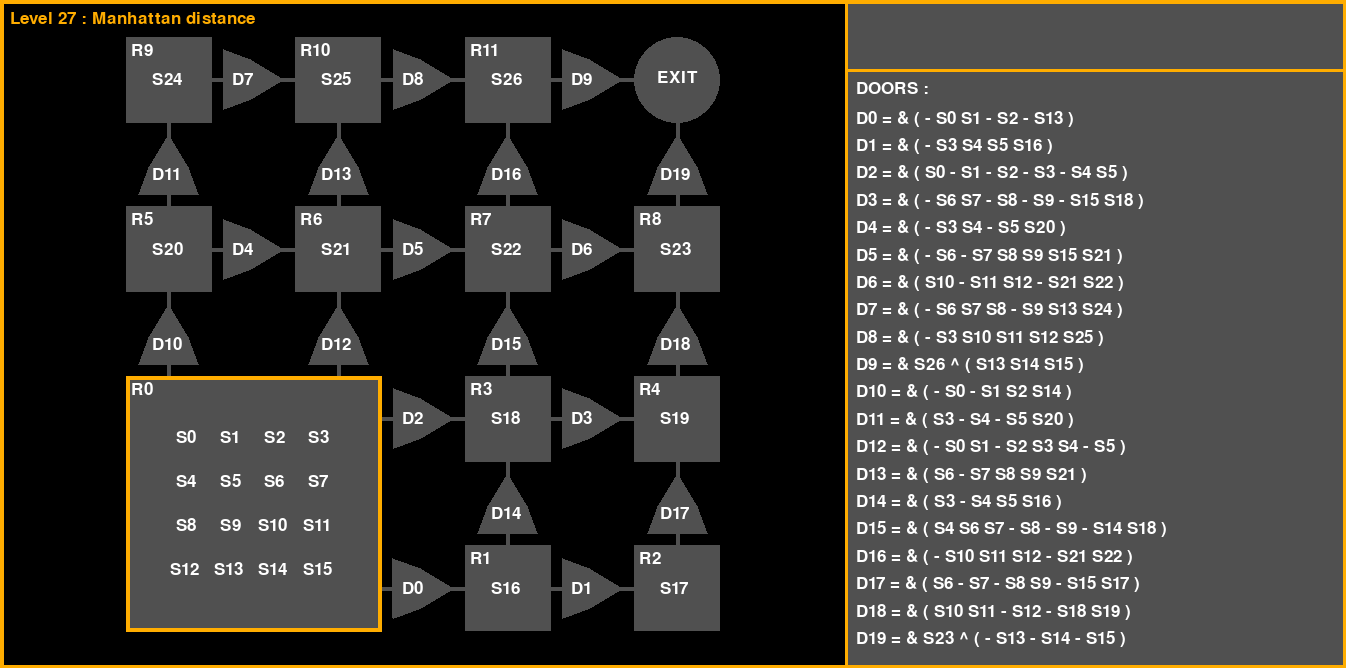 Level 27 : Manhattan distance
R9 R10 R11
S24 D7 S25 D8 S26 D9 EXIT
D11 D13 D16 D19
R5 R6 R7 R8
S20 D4 S21 D5 S22 D6 S23
D10 D12 D15 D18
R0 R3 R4
D2 S18 D3 S19
S0 S1 S2 S3
S4 S5 S6 S7
D14 D17
S8 S9 S10 S11
R1 R2
S12 S13 S14 S15
D0 S16 D1 S17
DOORS :
D0 = & ( - S0 S1 - S2 - S13 )
D1 = & ( - S3 S4 S5 S16 )
D2 = & ( S0 - S1 - S2 - S3 - S4 S5 )
D3 = & ( - S6 S7 - S8 - S9 - S15 S18 )
D4 = & ( - S3 S4 - S5 S20 )
D5 = & ( - S6 - S7 S8 S9 S15 S21 )
D6 = & ( S10 - S11 S12 - S21 S22 )
D7 = & ( - S6 S7 S8 - S9 S13 S24 )
D8 = & ( - S3 S10 S11 S12 S25 )
D9 = & S26 ^ ( S13 S14 S15 )
D10 = & ( - S0 - S1 S2 S14 )
D11 = & ( S3 - S4 - S5 S20 )
D12 = & ( - S0 S1 - S2 S3 S4 - S5 )
D13 = & ( S6 - S7 S8 S9 S21 )
D14 = & ( S3 - S4 S5 S16 )
D15 = & ( S4 S6 S7 - S8 - S9 - S14 S18 )
D16 = & ( - S10 S11 S12 - S21 S22 )
D17 = & ( S6 - S7 - S8 S9 - S15 S17 )
D18 = & ( S10 S11 - S12 - S18 S19 )
D19 = & S23 ^ ( - S13 - S14 - S15 )